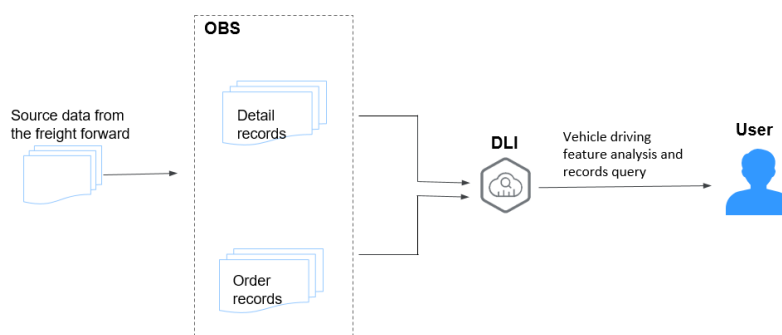 OBS
Source data from
the freight forward
Detail
records
Order
records
DLI
Vehicle driving
feature analysis and
records query
User